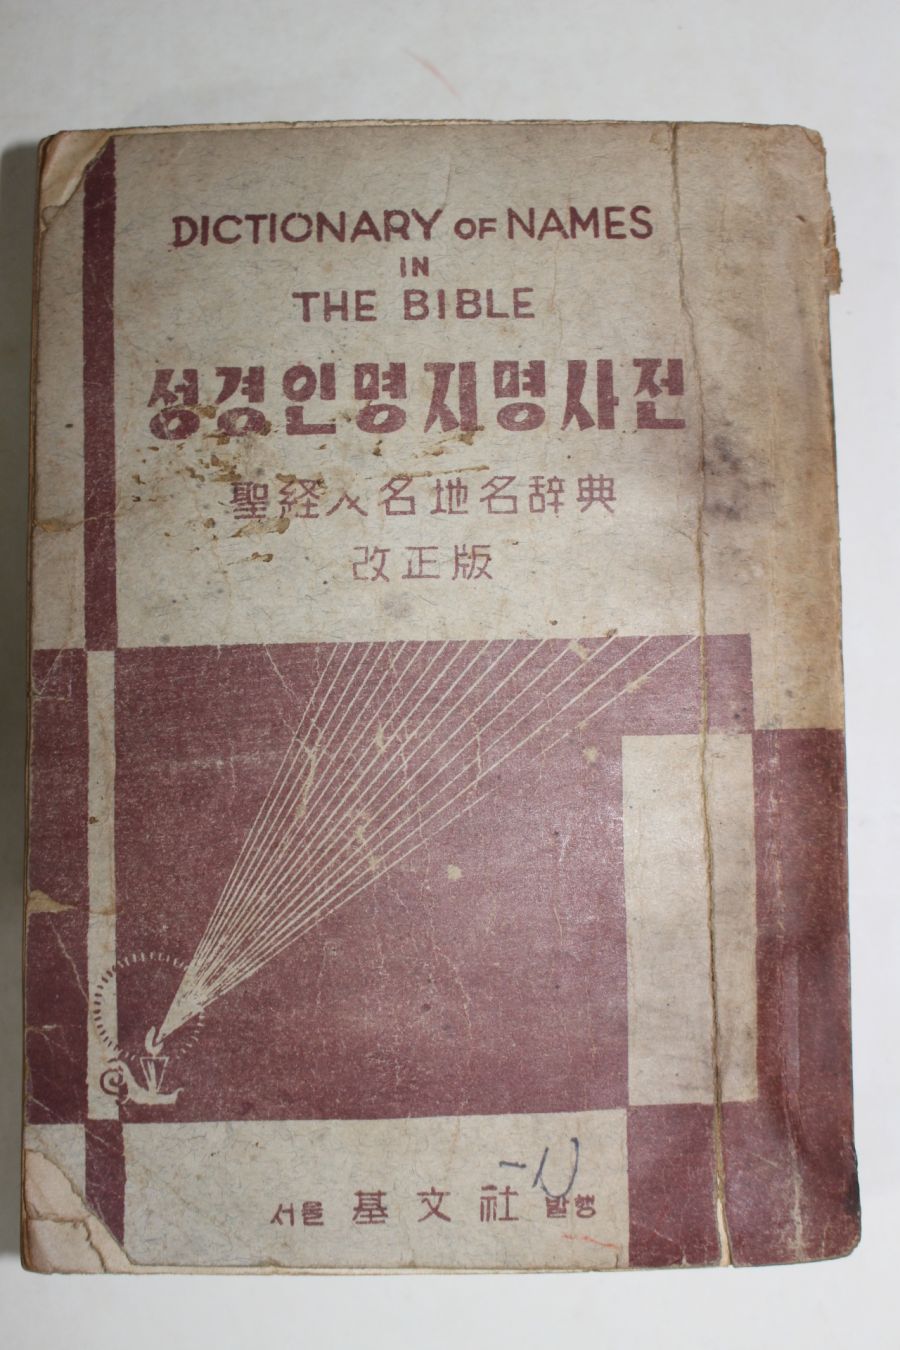 DICTIONARY OF NAMES
IN
THE BIBLE
성경인명지명사전
聖経人名地名辞典
改正版
서울 基文社 발행